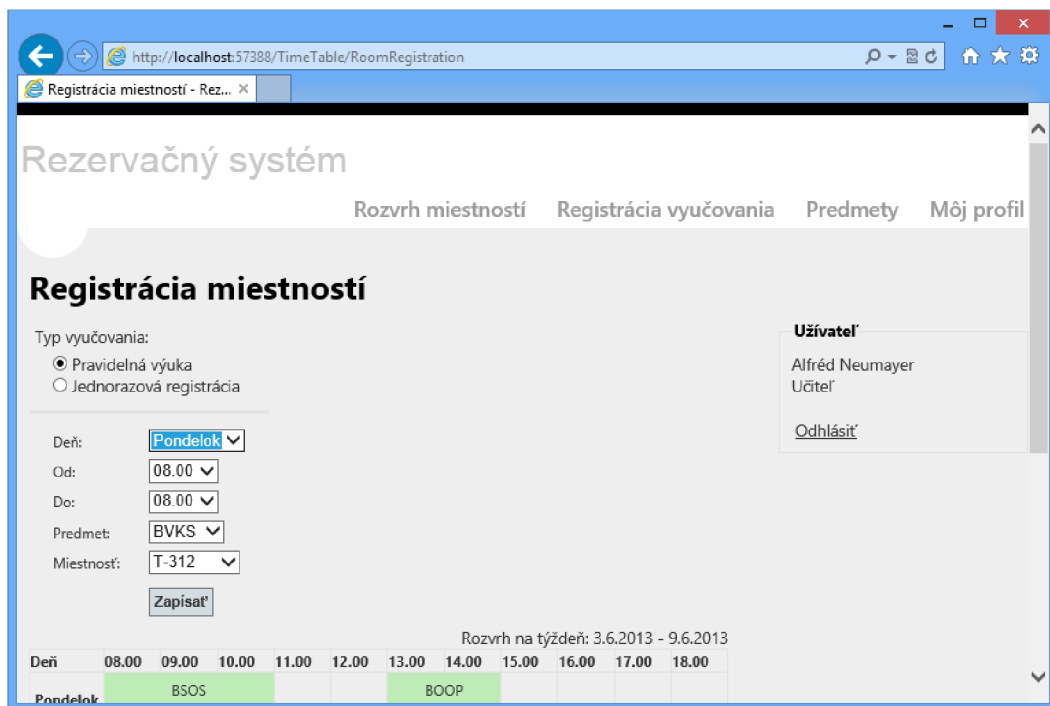 http://localhost:57388/TimeTable/RoomRegistration
Registrácia miestností - Rez...
Rezervačný systém
Rozvrh miestností Registrácia vyučovania Predmety Môj profil
Registrácia miestností
Typ vyučovania:
Pravidelná výuka
Jednorazová registrácia
Užívateľ
Alfréd Neumayer
Učiteľ
Odhlásiť
Deň: Pondelok
Od: 08.00
Do: 08.00
Predmet: BVKS
Miestnosť: T-312
Zapísať
Rozvrh na týždeň: 3.6.2013 - 9.6.2013
Deň 08.00 09.00 10.00 11.00 12.00 13.00 14.00 15.00 16.00 17.00 18.00
Pondelok BSOS BOOP